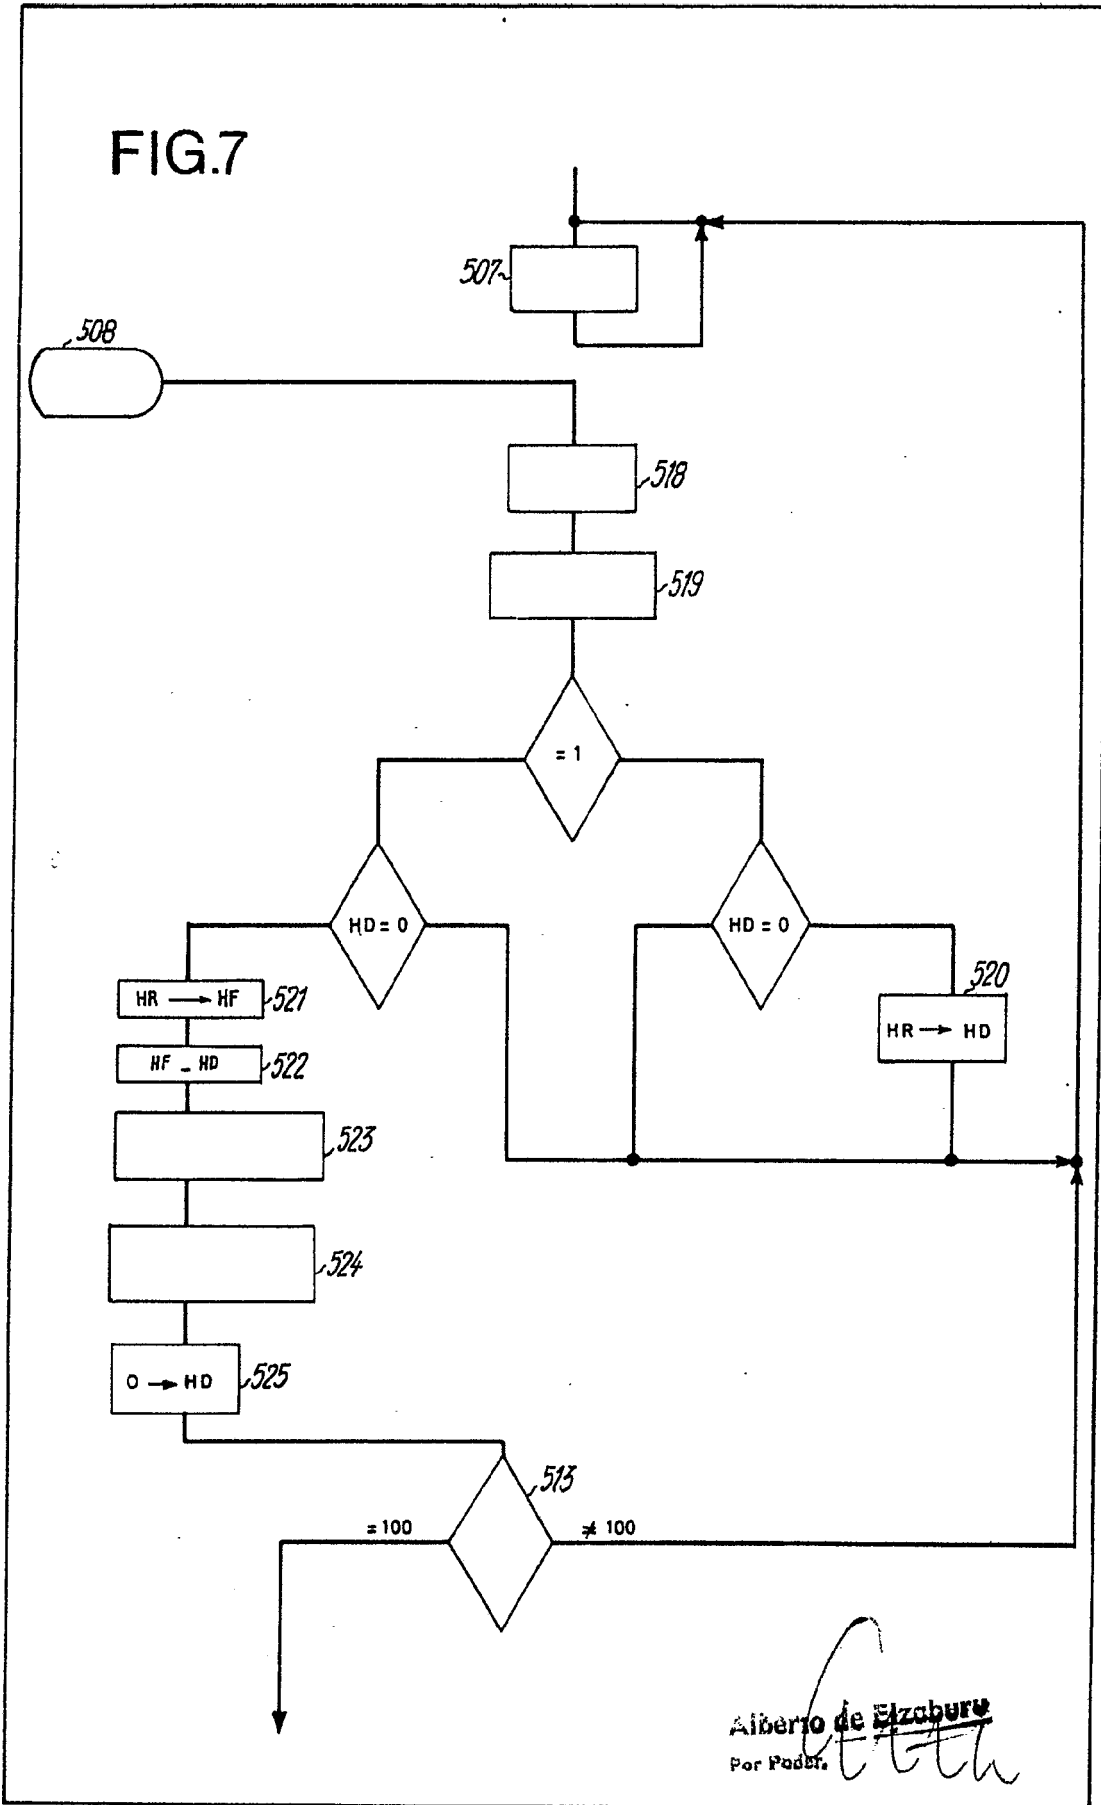 FIG.7
507
508
518
519
= 1
HD = 0
HD = 0
520
HR → HF
521
HR → HD
HF - HD
522
523
524
O → HD
525
513
= 100
≠ 100
Alberto de Elzaburu
Por Poder.